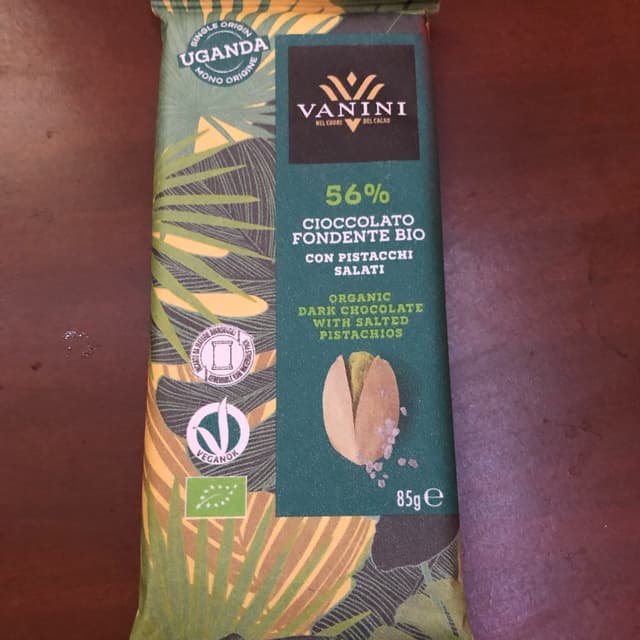 SINGLE ORIGIN
UGANDA
MONO ORIGINE
VANINI
NEL CUORE DEL CACAO
56%
CIOCCOLATO
FONDENTE BIO
CON PISTACCHI
SALATI
ORGANIC
DARK CHOCOLATE
WITH SALTED
PISTACHIOS
VEGANOK
85g ℮